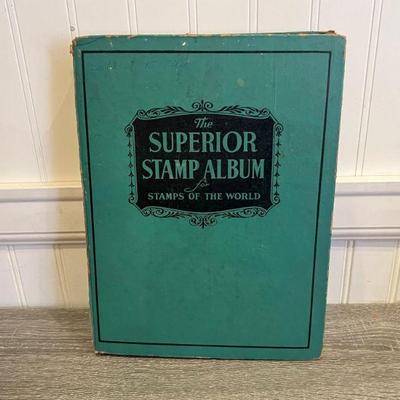 The
SUPERIOR
STAMP ALBUM
for
STAMPS OF THE WORLD